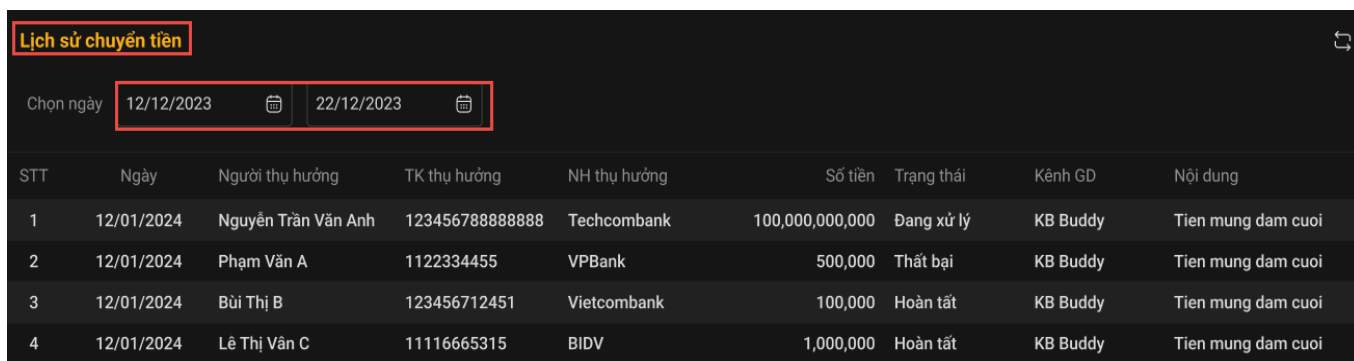 Lịch sử chuyển tiền
Chọn ngày 12/12/2023 22/12/2023
STT Ngày Người thụ hưởng TK thụ hưởng NH thụ hưởng Số tiền Trạng thái Kênh GD Nội dung
1 12/01/2024 Nguyễn Trần Văn Anh 123456788888888 Techcombank 100,000,000,000 Đang xử lý KB Buddy Tien mung dam cuoi
2 12/01/2024 Phạm Văn A 1122334455 VPBank 500,000 Thất bại KB Buddy Tien mung dam cuoi
3 12/01/2024 Bùi Thị B 123456712451 Vietcombank 100,000 Hoàn tất KB Buddy Tien mung dam cuoi
4 12/01/2024 Lê Thị Vân C 11116665315 BIDV 1,000,000 Hoàn tất KB Buddy Tien mung dam cuoi